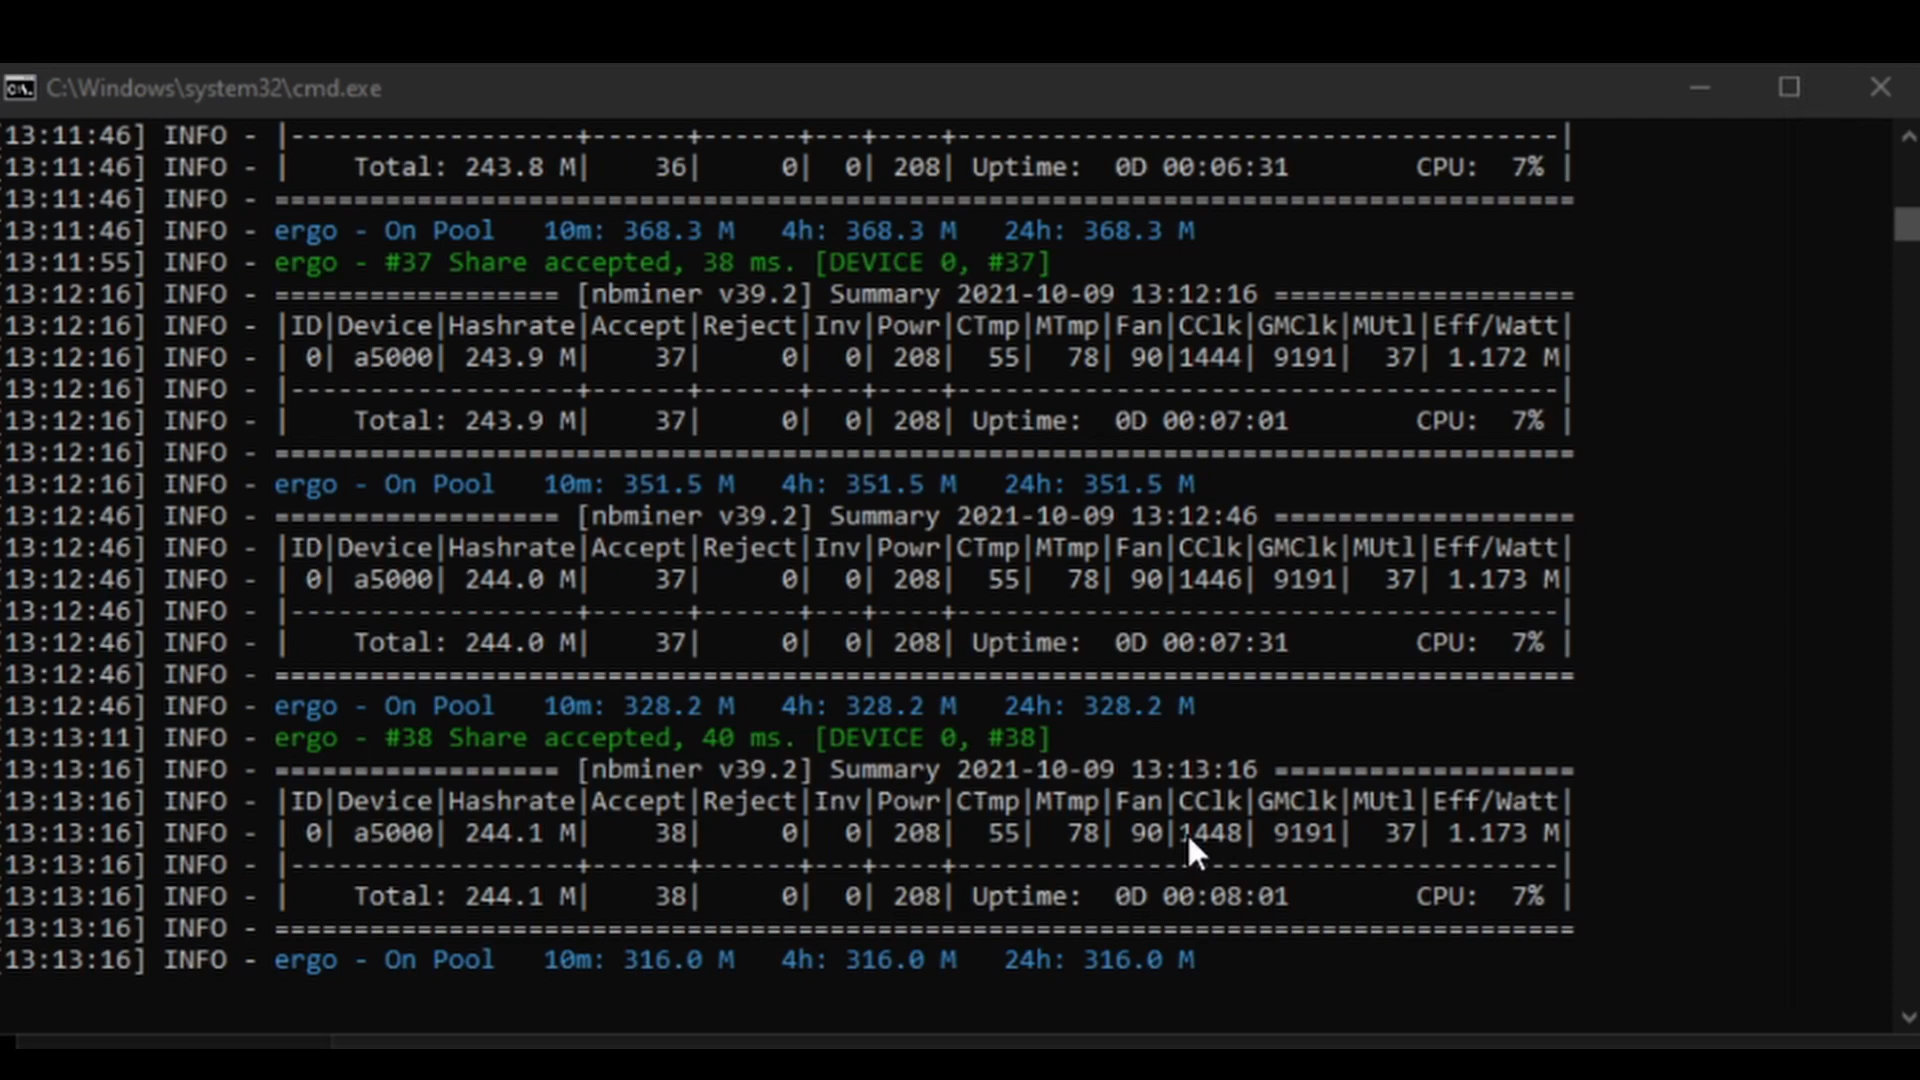 C:\Windows\system32\cmd.exe
13:11:46] INFO - |------------------+------+------+---+----+--------------------------------------|
13:11:46] INFO - |    Total: 243.8 M|    36|     0|  0| 208| Uptime:  0D 00:06:31        CPU:  7% |
13:11:46] INFO - ==================================================================================
13:11:46] INFO - ergo - On Pool   10m: 368.3 M   4h: 368.3 M   24h: 368.3 M
13:11:55] INFO - ergo - #37 Share accepted, 38 ms. [DEVICE 0, #37]
13:12:16] INFO - ================== [nbminer v39.2] Summary 2021-10-09 13:12:16 ===================
13:12:16] INFO - |ID|Device|Hashrate|Accept|Reject|Inv|Powr|CTmp|MTmp|Fan|CClk|GMClk|MUtl|Eff/Watt|
13:12:16] INFO - | 0| a5000| 243.9 M|    37|     0|  0| 208|  55|  78| 90|1444| 9191|  37| 1.172 M|
13:12:16] INFO - |------------------+------+------+---+----+--------------------------------------|
13:12:16] INFO - |    Total: 243.9 M|    37|     0|  0| 208| Uptime:  0D 00:07:01        CPU:  7% |
13:12:16] INFO - ==================================================================================
13:12:16] INFO - ergo - On Pool   10m: 351.5 M   4h: 351.5 M   24h: 351.5 M
13:12:46] INFO - ================== [nbminer v39.2] Summary 2021-10-09 13:12:46 ===================
13:12:46] INFO - |ID|Device|Hashrate|Accept|Reject|Inv|Powr|CTmp|MTmp|Fan|CClk|GMClk|MUtl|Eff/Watt|
13:12:46] INFO - | 0| a5000| 244.0 M|    37|     0|  0| 208|  55|  78| 90|1446| 9191|  37| 1.173 M|
13:12:46] INFO - |------------------+------+------+---+----+--------------------------------------|
13:12:46] INFO - |    Total: 244.0 M|    37|     0|  0| 208| Uptime:  0D 00:07:31        CPU:  7% |
13:12:46] INFO - ==================================================================================
13:12:46] INFO - ergo - On Pool   10m: 328.2 M   4h: 328.2 M   24h: 328.2 M
13:13:11] INFO - ergo - #38 Share accepted, 40 ms. [DEVICE 0, #38]
13:13:16] INFO - ================== [nbminer v39.2] Summary 2021-10-09 13:13:16 ===================
13:13:16] INFO - |ID|Device|Hashrate|Accept|Reject|Inv|Powr|CTmp|MTmp|Fan|CClk|GMClk|MUtl|Eff/Watt|
13:13:16] INFO - | 0| a5000| 244.1 M|    38|     0|  0| 208|  55|  78| 90|1448| 9191|  37| 1.173 M|
13:13:16] INFO - |------------------+------+------+---+----+--------------------------------------|
13:13:16] INFO - |    Total: 244.1 M|    38|     0|  0| 208| Uptime:  0D 00:08:01        CPU:  7% |
13:13:16] INFO - ==================================================================================
13:13:16] INFO - ergo - On Pool   10m: 316.0 M   4h: 316.0 M   24h: 316.0 M